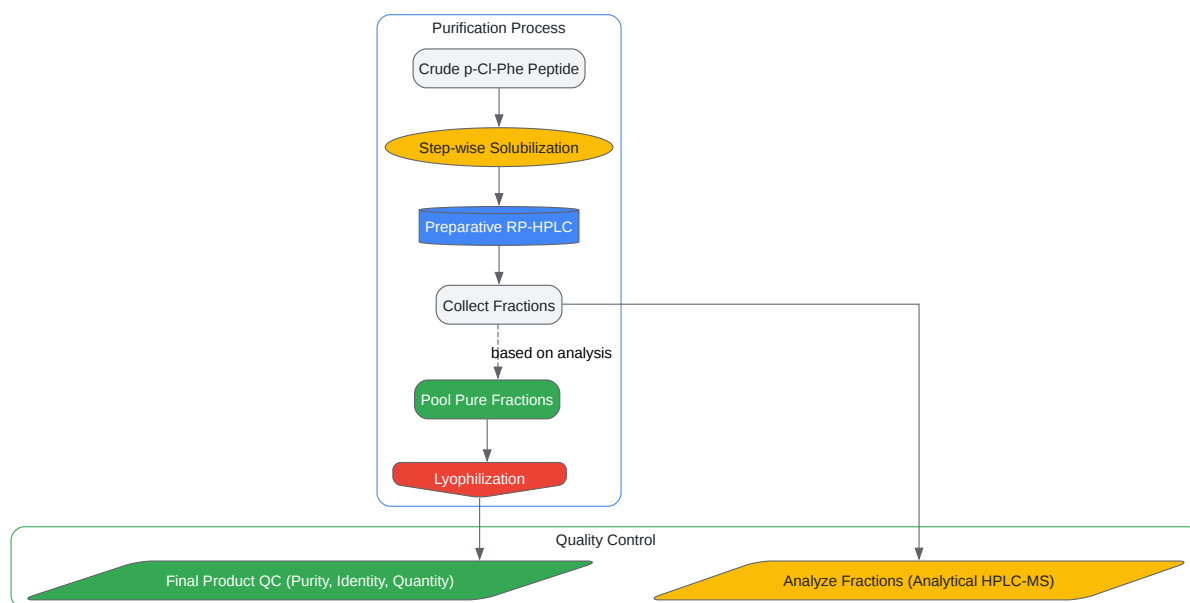 Purification Process
Crude p-Cl-Phe Peptide
Step-wise Solubilization
Preparative RP-HPLC
Collect Fractions
based on analysis
Pool Pure Fractions
Lyophilization
Quality Control
Final Product QC (Purity, Identity, Quantity)
Analyze Fractions (Analytical HPLC-MS)